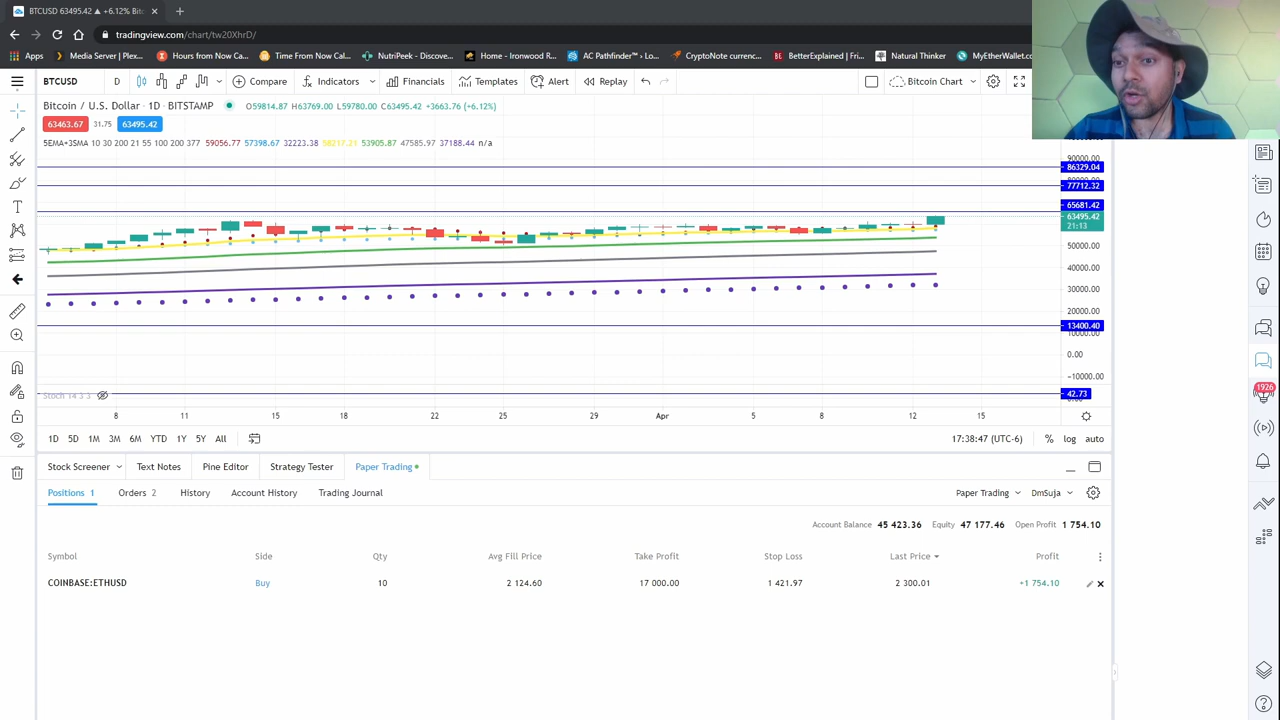 BTCUSD 63495.42 ▲ +6.12% Bitc
tradingview.com/chart/tw20XhrD/
Apps Media Server | Plex... Hours from Now Cal... Time From Now Cal... NutriPeek - Discove... Home - Ironwood R... AC Pathfinder™ › Lo... CryptoNote currenc... BetterExplained | Fri... Natural Thinker MyEtherWallet.co
BTCUSD D Compare Indicators Financials Templates Alert Replay Bitcoin Chart
Bitcoin / U.S. Dollar · 1D · BITSTAMP O59814.87 H63769.00 L59780.00 C63495.42 +3663.76 (+6.12%)
63463.67 31.75 63495.42
5EMA+3SMA 10 30 200 21 55 100 200 377 59056.77 57398.67 32223.38 58217.21 53905.87 47585.97 37188.44 n/a
90000.00
86329.04
77712.32
65681.42
63495.42
21:13
50000.00
40000.00
30000.00
20000.00
13400.40
10000.00
0.00
−10000.00
Stoch 14 3 3
42.73
8 11 15 18 22 25 29 Apr 5 8 12 15
1D 5D 1M 3M 6M YTD 1Y 5Y All 17:38:47 (UTC-6) % log auto
Stock Screener Text Notes Pine Editor Strategy Tester Paper Trading
Positions 1 Orders 2 History Account History Trading Journal Paper Trading DmSuja
Account Balance 45 423.36 Equity 47 177.46 Open Profit 1 754.10
Symbol Side Qty Avg Fill Price Take Profit Stop Loss Last Price Profit
COINBASE:ETHUSD Buy 10 2 124.60 17 000.00 1 421.97 2 300.01 +1 754.10
1926